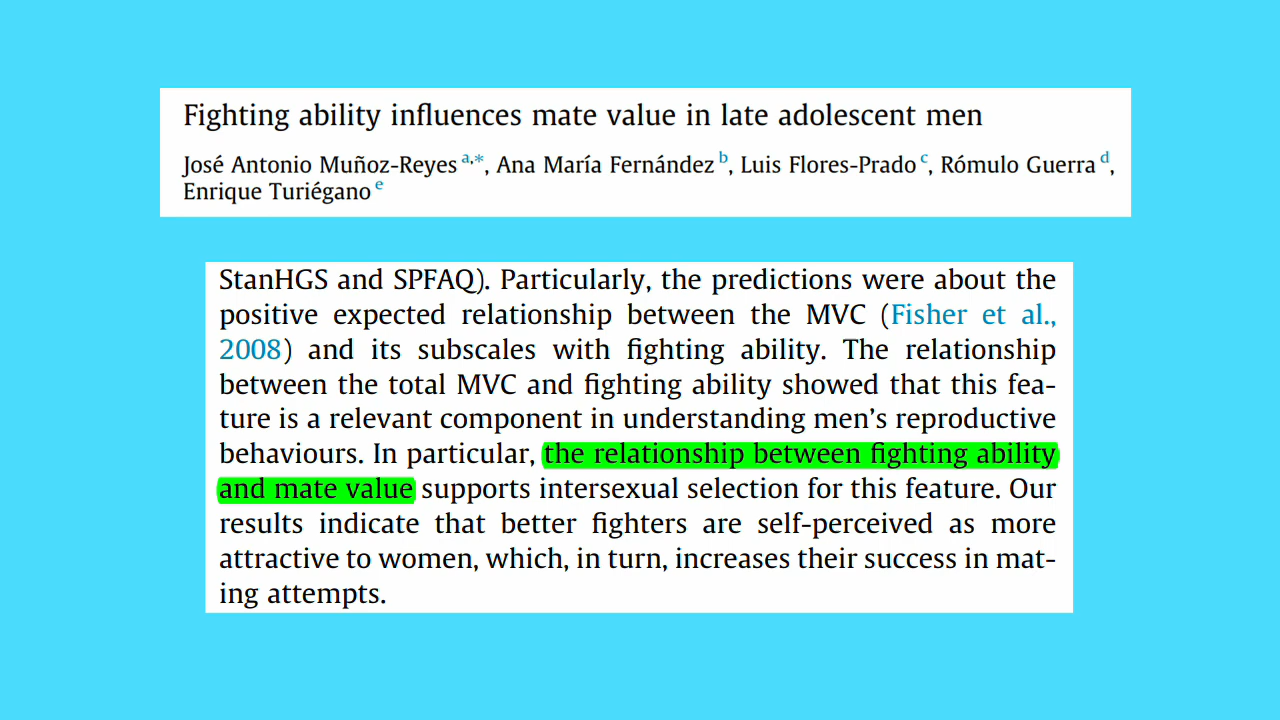 Fighting ability influences mate value in late adolescent men
José Antonio Muñoz-Reyes a,*, Ana María Fernández b, Luis Flores-Prado c, Rómulo Guerra d,
Enrique Turiégano e
StanHGS and SPFAQ). Particularly, the predictions were about the
positive expected relationship between the MVC (Fisher et al.,
2008) and its subscales with fighting ability. The relationship
between the total MVC and fighting ability showed that this fea-
ture is a relevant component in understanding men’s reproductive
behaviours. In particular, the relationship between fighting ability
and mate value supports intersexual selection for this feature. Our
results indicate that better fighters are self-perceived as more
attractive to women, which, in turn, increases their success in mat-
ing attempts.